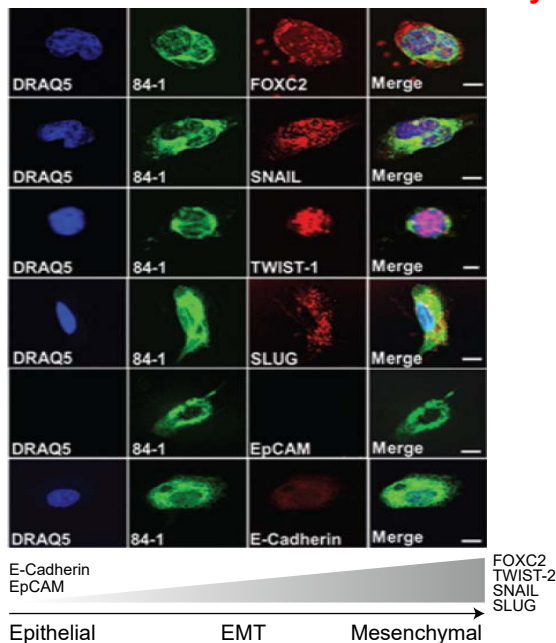 DRAQ5 84-1 FOXC2 Merge
DRAQ5 84-1 SNAIL Merge
DRAQ5 84-1 TWIST-1 Merge
DRAQ5 84-1 SLUG Merge
DRAQ5 84-1 EpCAM Merge
DRAQ5 84-1 E-Cadherin Merge
E-Cadherin
EpCAM
FOXC2
TWIST-2
SNAIL
SLUG
Epithelial EMT Mesenchymal